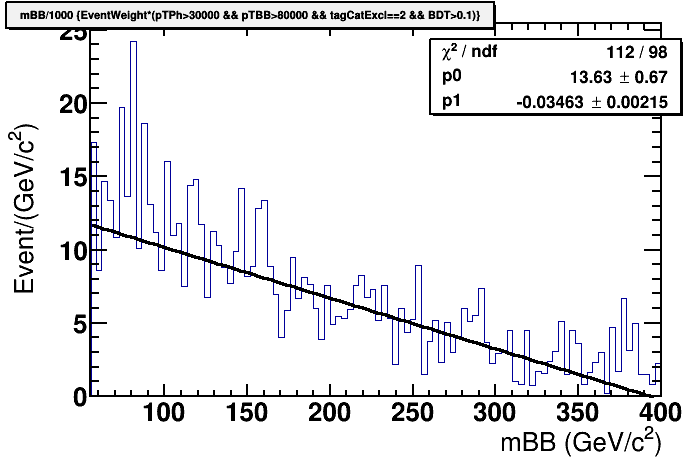 mBB/1000 {EventWeight*(pTPh>30000 && pTBB>80000 && tagCatExcl==2 && BDT>0.1)}
χ² / ndf 112 / 98
p0 13.63 ± 0.67
p1 -0.03463 ± 0.00215
Event/(GeV/c²)
25
20
15
10
5
0
100 150 200 250 300 350 400
mBB (GeV/c²)